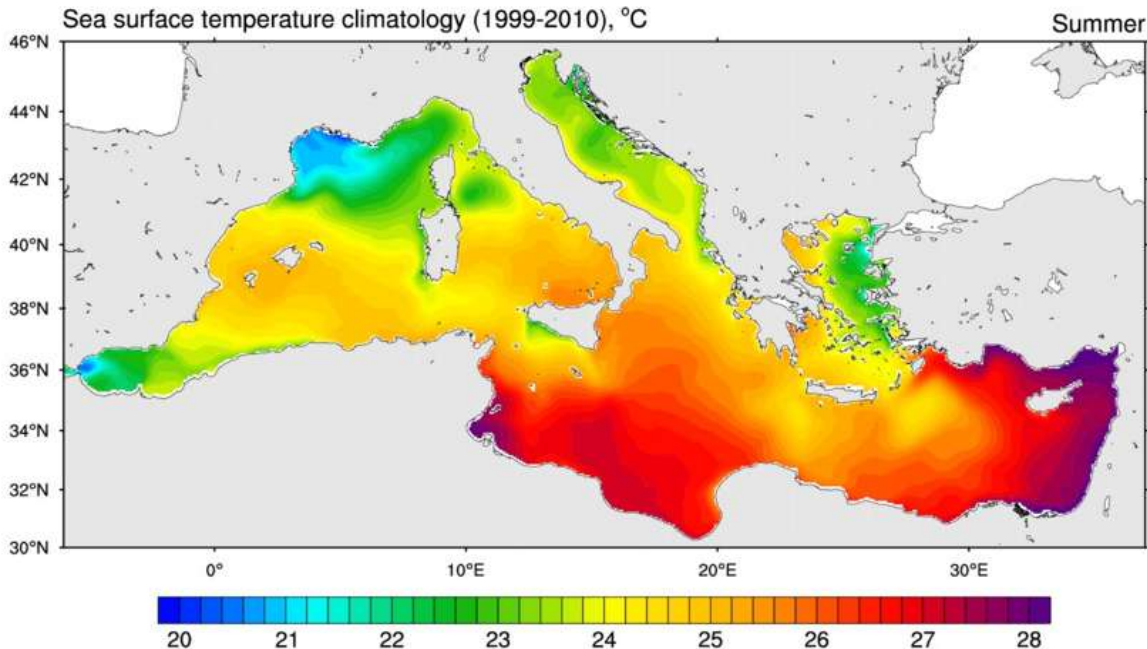 Sea surface temperature climatology (1999-2010), °C Summer
46°N
44°N
42°N
40°N
38°N
36°N
34°N
32°N
30°N
0° 10°E 20°E 30°E
20 21 22 23 24 25 26 27 28